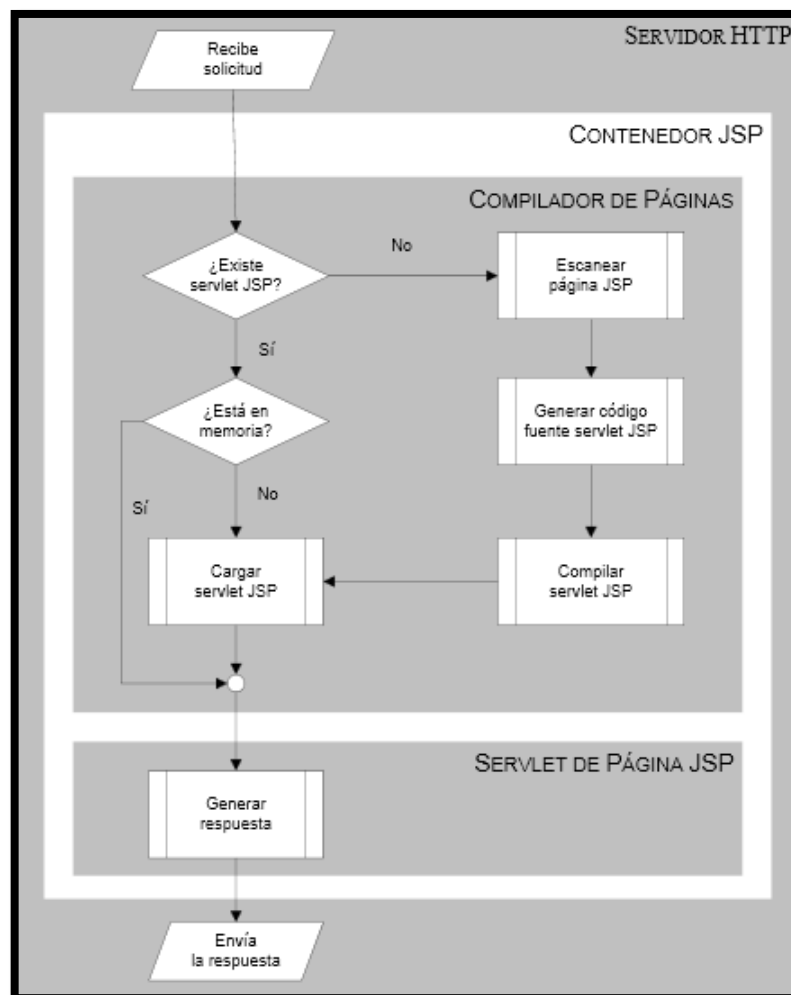 SERVIDOR HTTP
Recibe
solicitud
CONTENEDOR JSP
COMPILADOR DE PÁGINAS
¿Existe
servlet JSP?
No
Escanear
página JSP
Sí
¿Está en
memoria?
Generar código
fuente servlet JSP
Sí
No
Cargar
servlet JSP
Compilar
servlet JSP
SERVLET DE PÁGINA JSP
Generar
respuesta
Envía
la respuesta